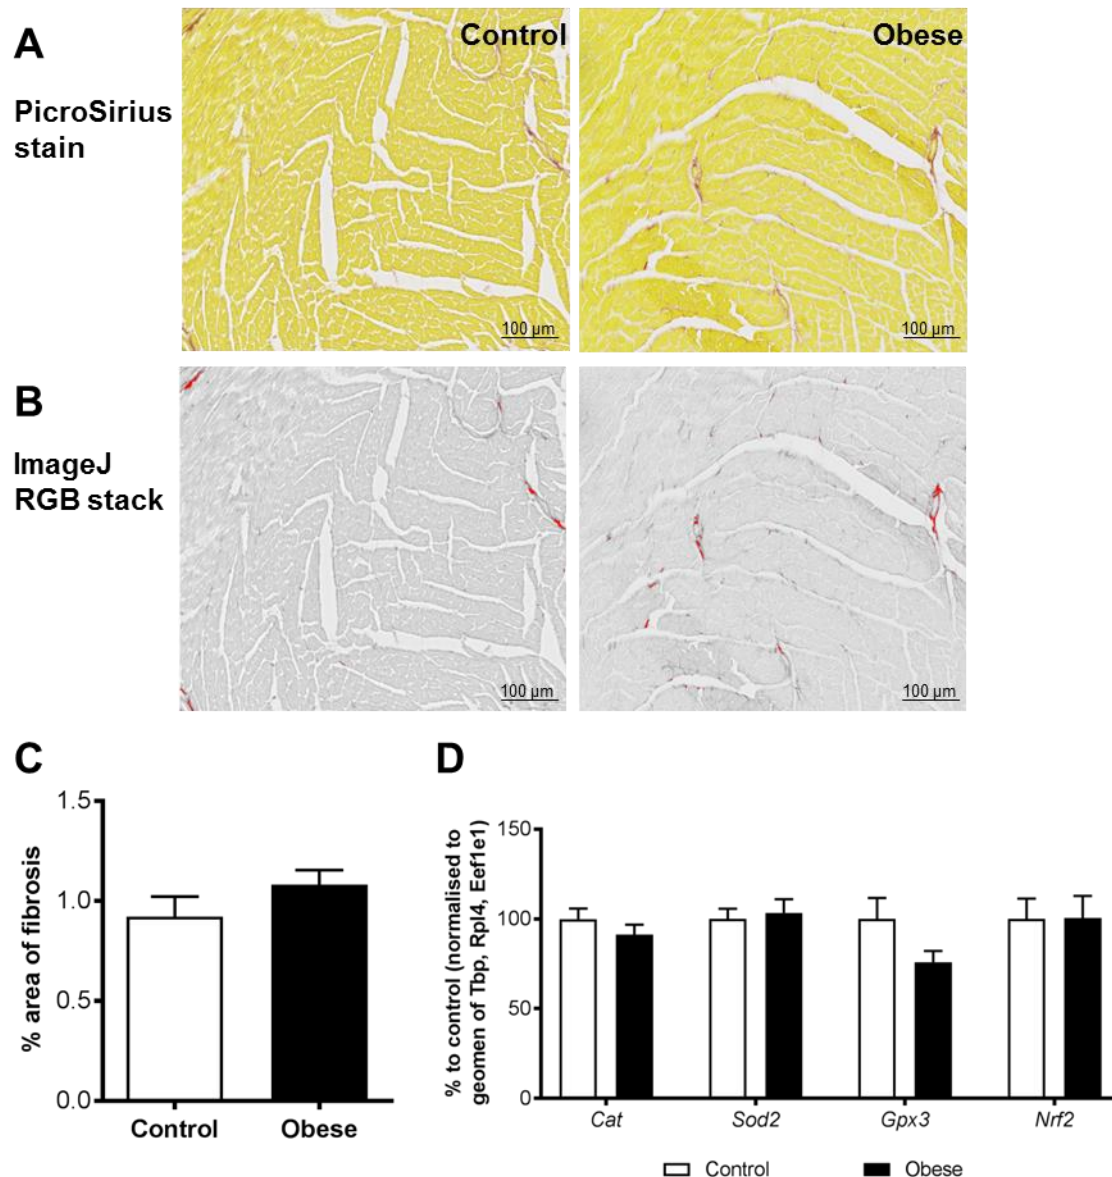 A
PicroSirius
stain
Control
Obese
100 µm
100 µm
B
ImageJ
RGB stack
100 µm
100 µm
C
% area of fibrosis
1.5
1.0
0.5
0.0
Control
Obese
D
% to control (normalised to
geomen of Tbp, Rpl4, Eef1e1)
150
100
50
0
Cat
Sod2
Gpx3
Nrf2
Control
Obese